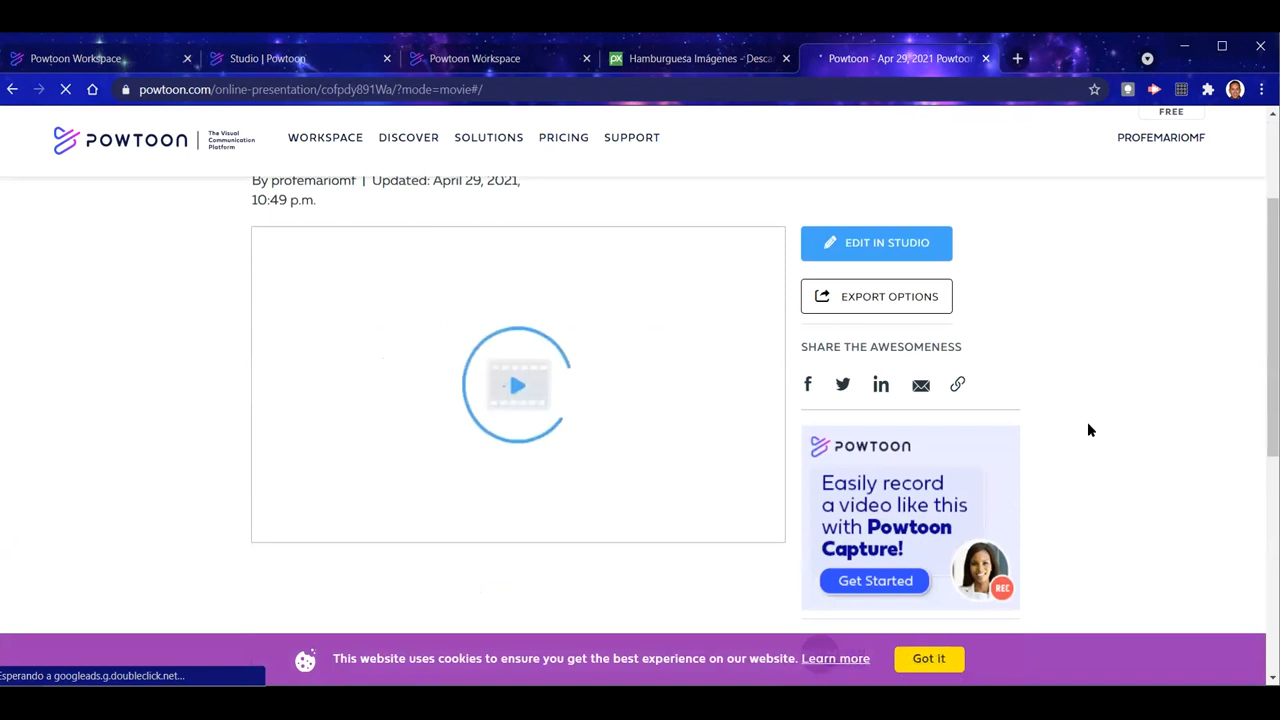 Powtoon Workspace
Studio | Powtoon
Powtoon Workspace
px
Hamburguesa Imágenes · Desca
Powtoon - Apr 29, 2021 Powtoon
powtoon.com/online-presentation/cofpdy891Wa/?mode=movie#/
FREE
POWTOON
The Visual
Communication
Platform
WORKSPACE
DISCOVER
SOLUTIONS
PRICING
SUPPORT
PROFEMARIOMF
By profemariomf | Updated: April 29, 2021,
10:49 p.m.
EDIT IN STUDIO
EXPORT OPTIONS
SHARE THE AWESOMENESS
POWTOON
Easily record
a video like this
with Powtoon
Capture!
Get Started
REC
This website uses cookies to ensure you get the best experience on our website. Learn more
Got it
Esperando a googleads.g.doubleclick.net...